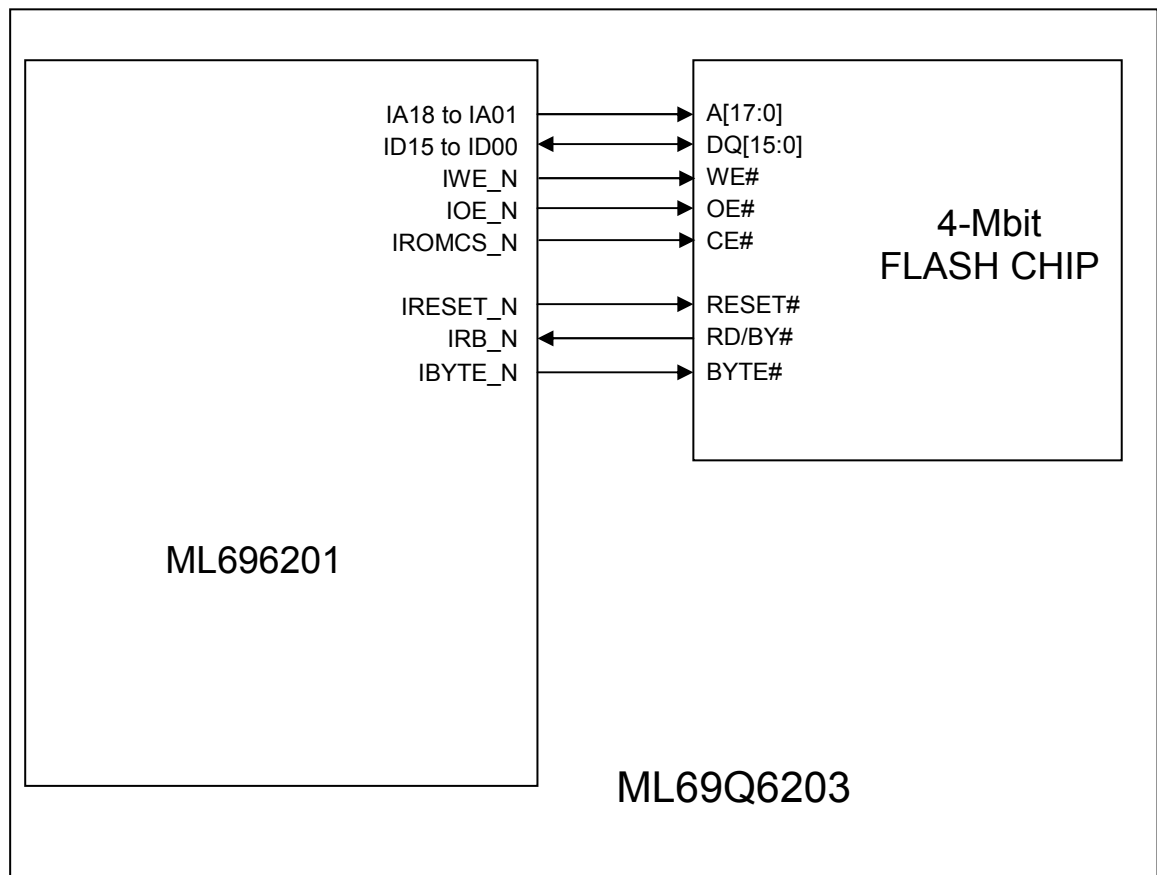 IA18 to IA01
A[17:0]
ID15 to ID00
DQ[15:0]
IWE_N
WE#
IOE_N
OE#
IROMCS_N
CE#
4-Mbit
FLASH CHIP
IRESET_N
RESET#
IRB_N
RD/BY#
IBYTE_N
BYTE#
ML696201
ML69Q6203